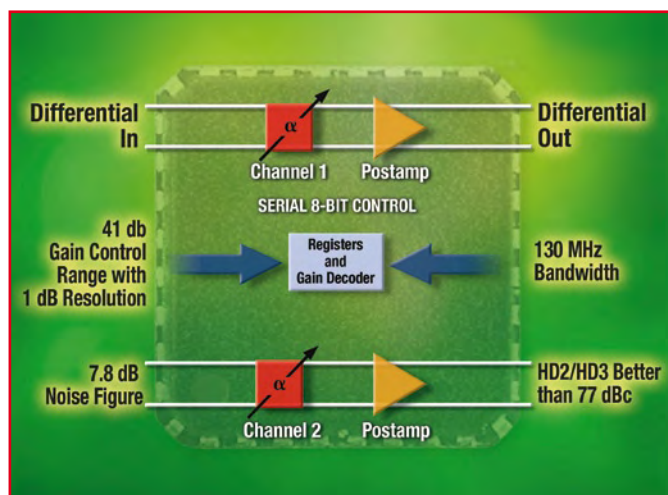 Differential
In
α
Channel 1
Postamp
Differential
Out
SERIAL 8-BIT CONTROL
41 db
Gain Control
Range with
1 dB Resolution
Registers
and
Gain Decoder
130 MHz
Bandwidth
7.8 dB
Noise Figure
α
Channel 2
Postamp
HD2/HD3 Better
than 77 dBc